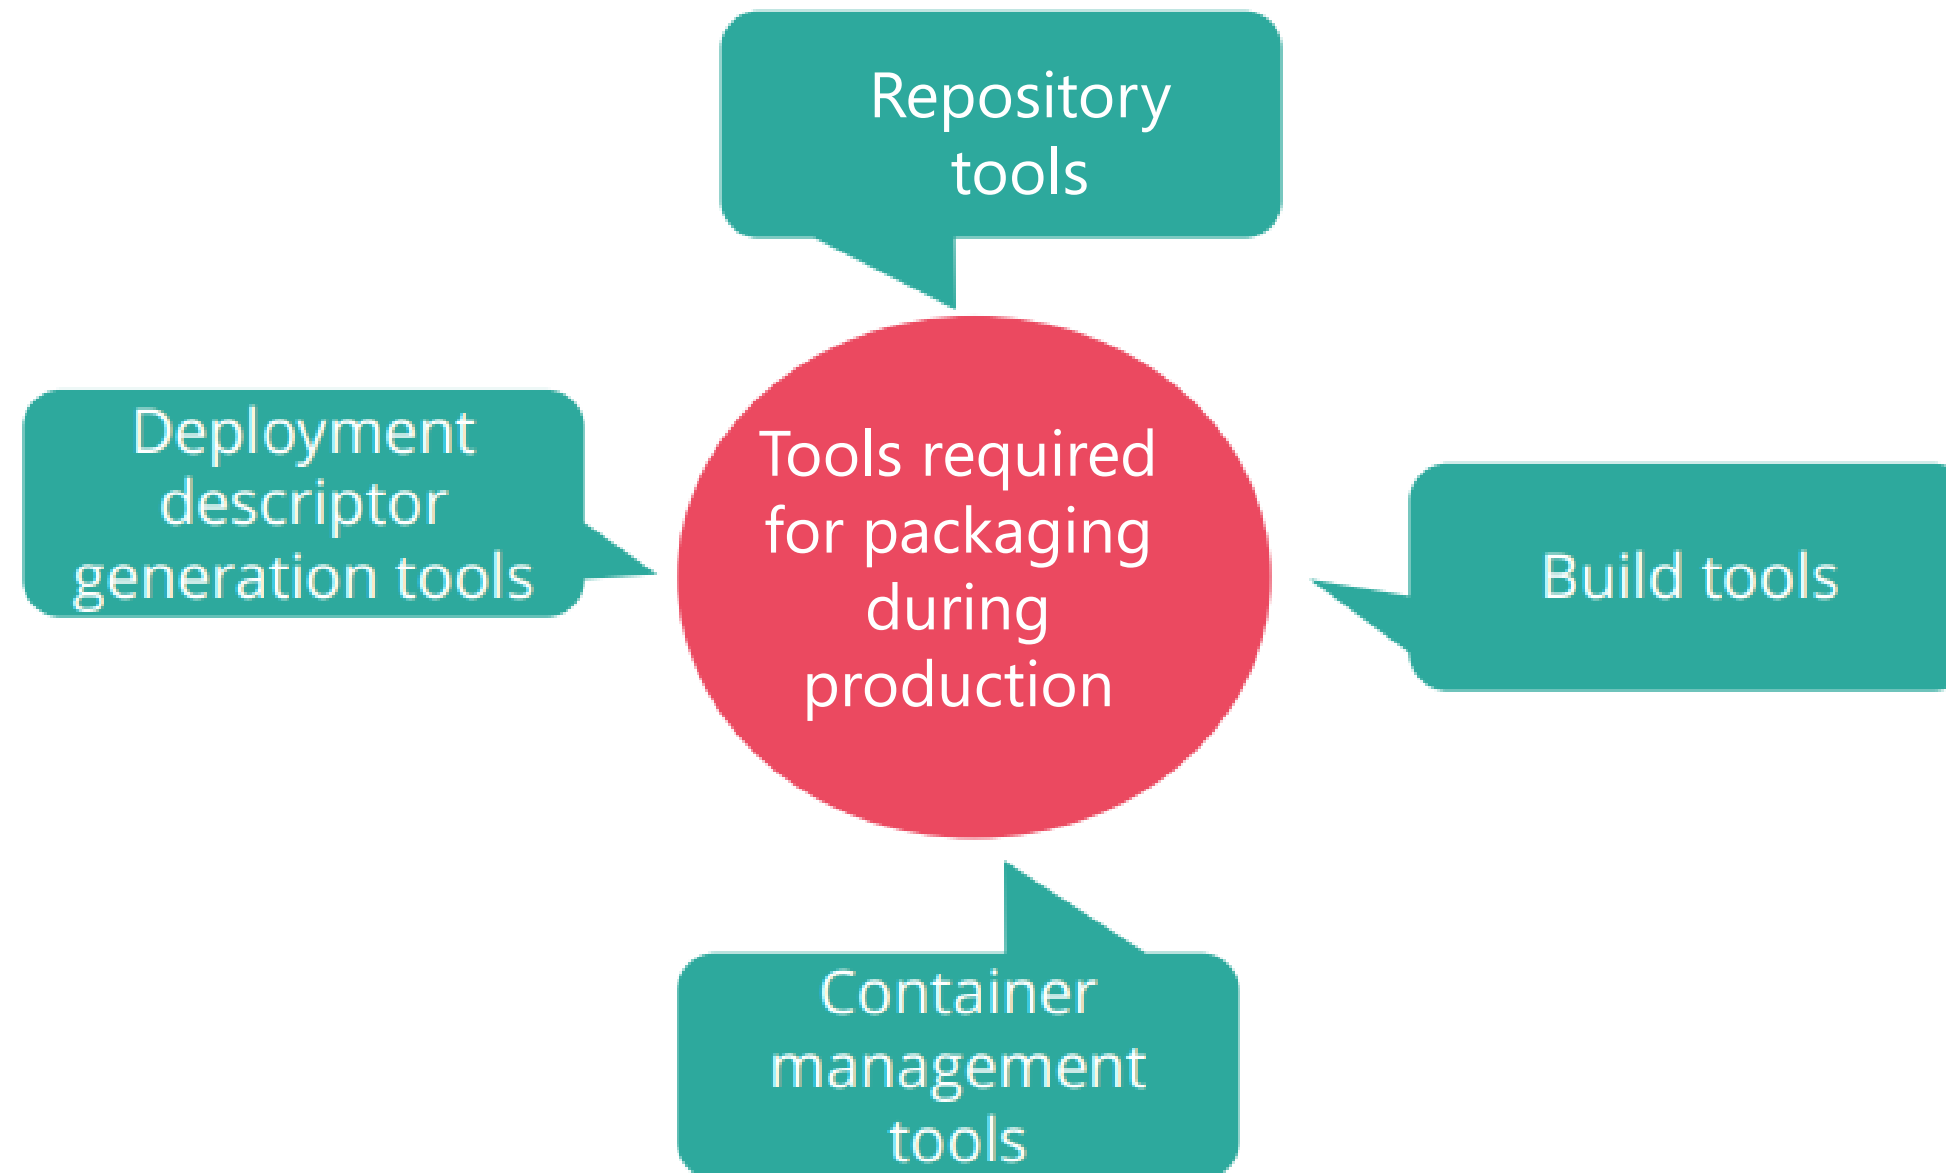 Repository
tools
Deployment
descriptor
generation tools
Tools required
for packaging
during
production
Build tools
Container
management
tools